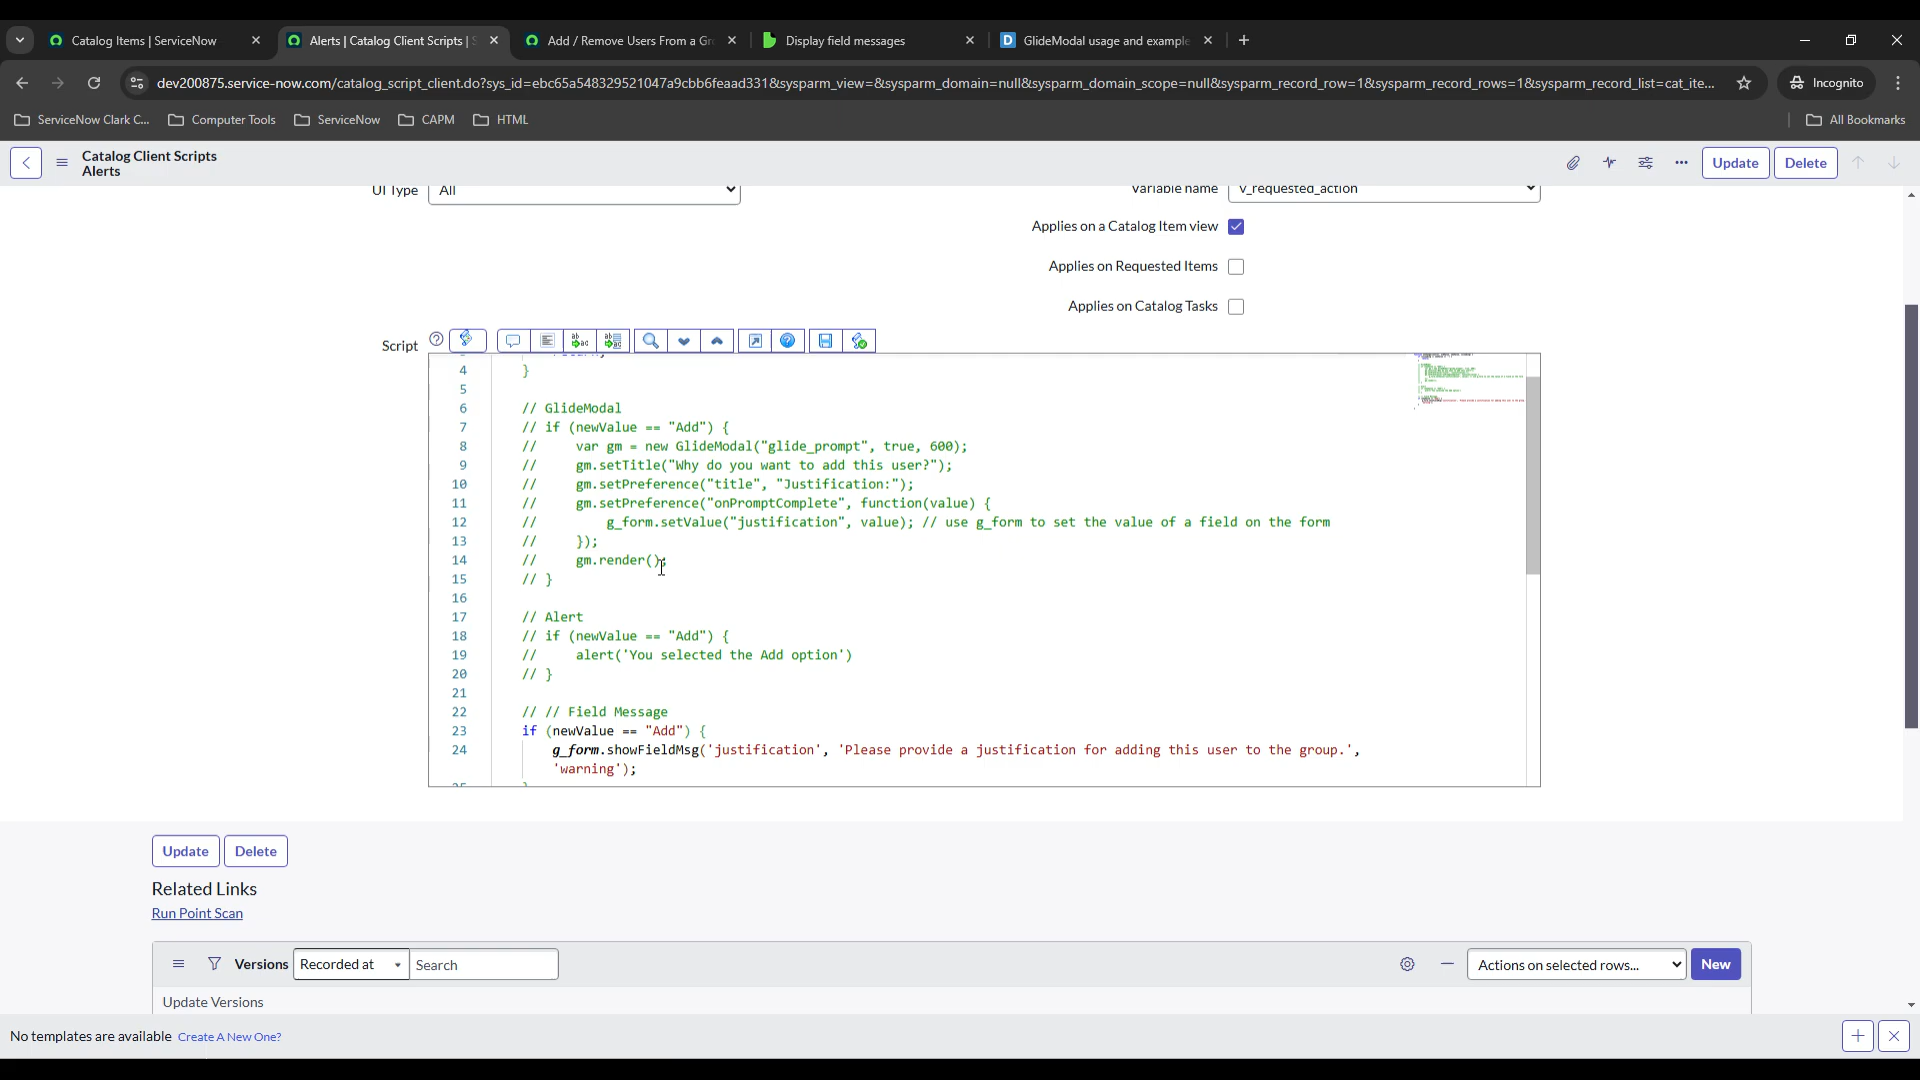 Catalog Items | ServiceNow
Alerts | Catalog Client Scripts |
Add / Remove Users From a Gr
Display field messages
GlideModal usage and example
dev200875.service-now.com/catalog_script_client.do?sys_id=ebc65a548329521047a9cbb6feaad331&sysparm_view=&sysparm_domain=null&sysparm_domain_scope=null&sysparm_record_row=1&sysparm_record_rows=1&sysparm_record_list=cat_ite...
Incognito
ServiceNow Clark C...
Computer Tools
ServiceNow
CAPM
HTML
All Bookmarks
Catalog Client Scripts
Alerts
Update
Delete
UI Type
All
Variable name
v_requested_action
Applies on a Catalog Item view
Applies on Requested Items
Applies on Catalog Tasks
Script
4 }
5
6 // GlideModal
7 // if (newValue == "Add") {
8 // var gm = new GlideModal("glide_prompt", true, 600);
9 // gm.setTitle("Why do you want to add this user?");
10 // gm.setPreference("title", "Justification:");
11 // gm.setPreference("onPromptComplete", function(value) {
12 // g_form.setValue("justification", value); // use g_form to set the value of a field on the form
13 // });
14 // gm.render();
15 // }
16
17 // Alert
18 // if (newValue == "Add") {
19 // alert('You selected the Add option')
20 // }
21
22 // // Field Message
23 if (newValue == "Add") {
24 g_form.showFieldMsg('justification', 'Please provide a justification for adding this user to the group.',
'warning');
Update
Delete
Related Links
Run Point Scan
Versions
Recorded at
Search
Actions on selected rows...
New
Update Versions
No templates are available
Create A New One?